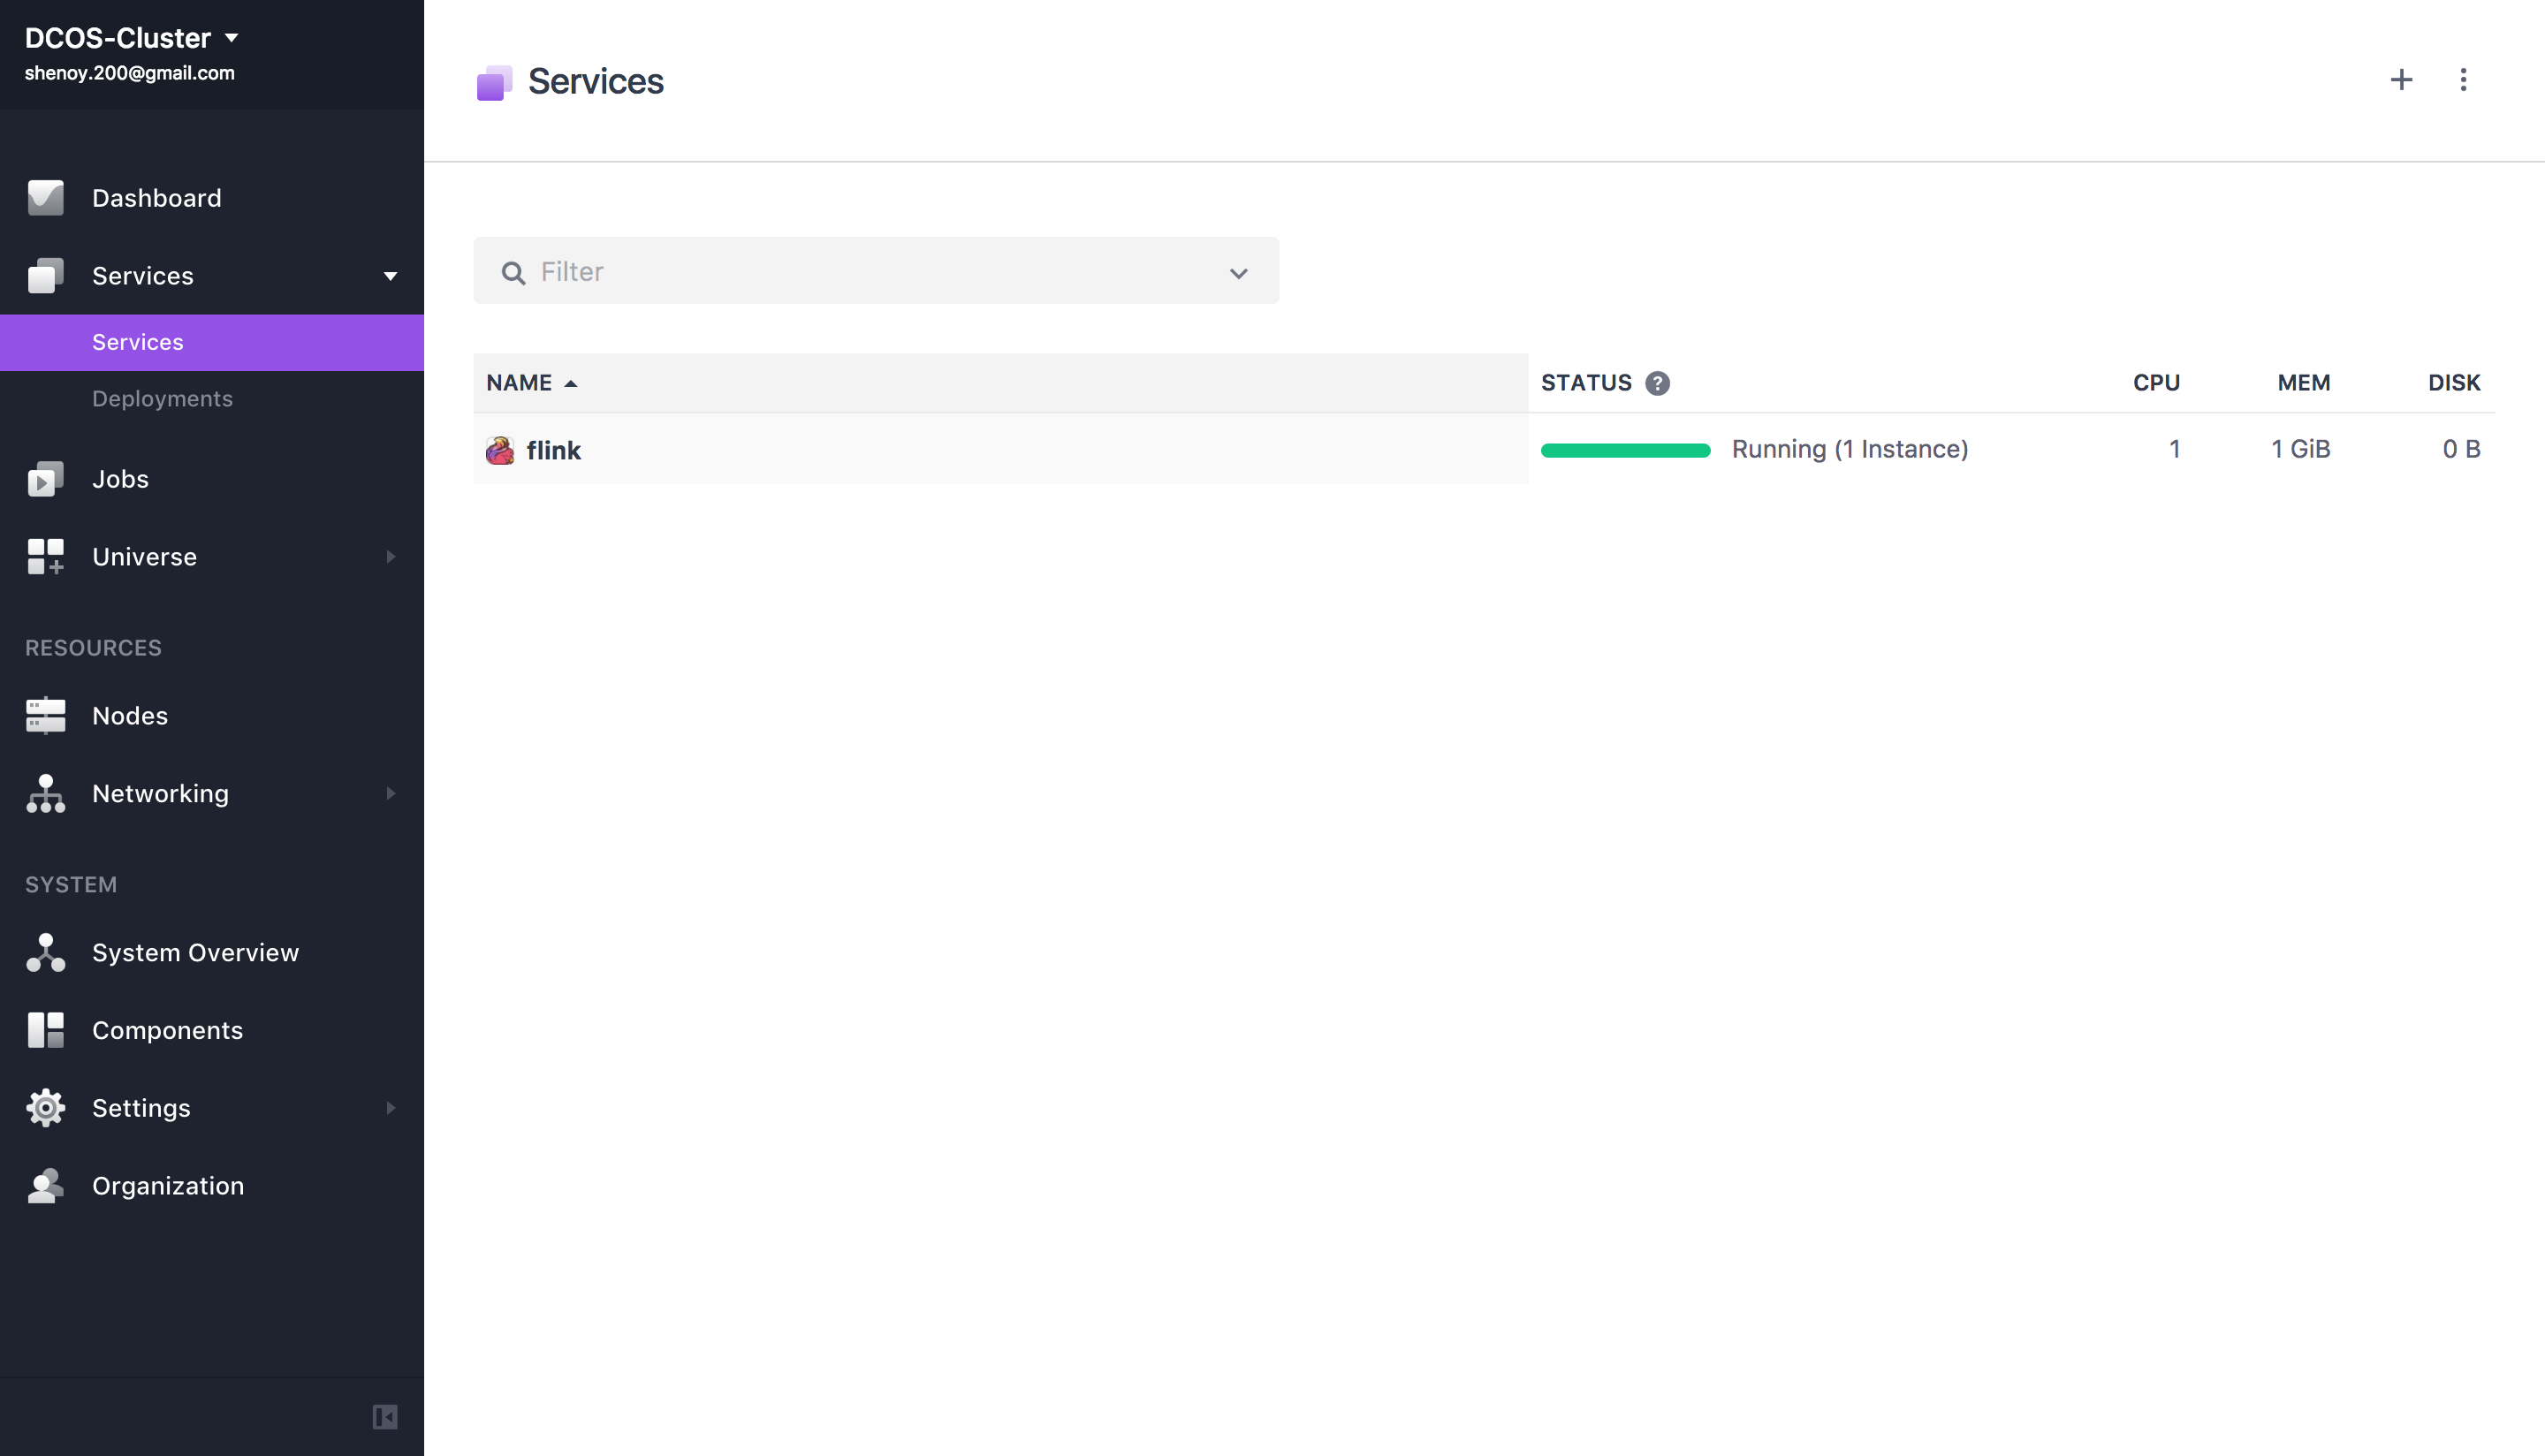 DCOS-Cluster
shenoy.200@gmail.com
Dashboard
Services
Services
Deployments
Jobs
Universe
RESOURCES
Nodes
Networking
SYSTEM
System Overview
Components
Settings
Organization
Services
Filter
NAME STATUS ? CPU MEM DISK
flink Running (1 Instance) 1 1 GiB 0 B